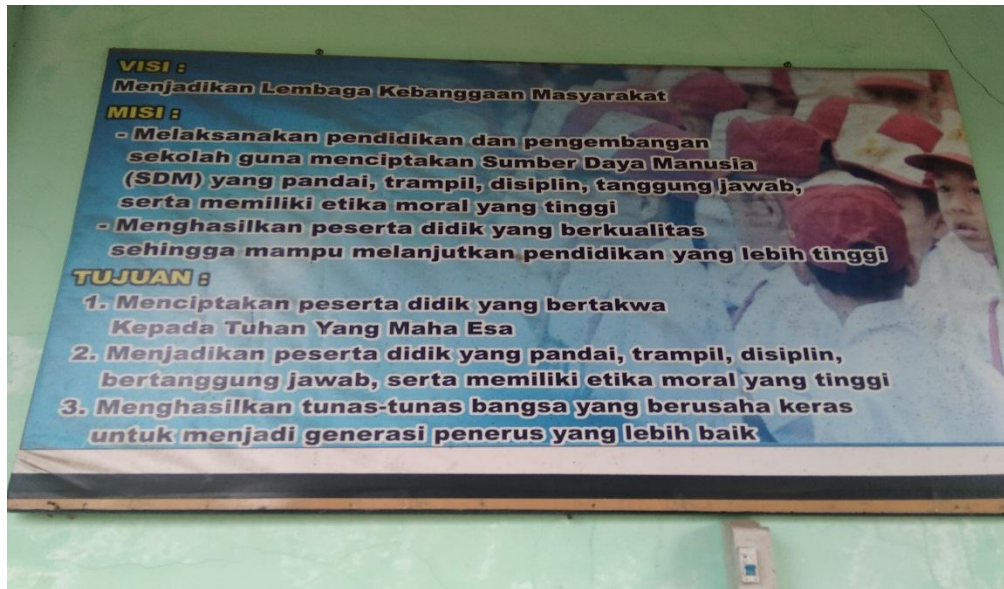 VISI :
Menjadikan Lembaga Kebanggaan Masyarakat
MISI :
- Melaksanakan pendidikan dan pengembangan
sekolah guna menciptakan Sumber Daya Manusia
(SDM) yang pandai, trampil, disiplin, tanggung jawab,
serta memiliki etika moral yang tinggi
- Menghasilkan peserta didik yang berkualitas
sehingga mampu melanjutkan pendidikan yang lebih tinggi
TUJUAN :
1. Menciptakan peserta didik yang bertakwa
Kepada Tuhan Yang Maha Esa
2. Menjadikan peserta didik yang pandai, trampil, disiplin,
bertanggung jawab, serta memiliki etika moral yang tinggi
3. Menghasilkan tunas-tunas bangsa yang berusaha keras
untuk menjadi generasi penerus yang lebih baik